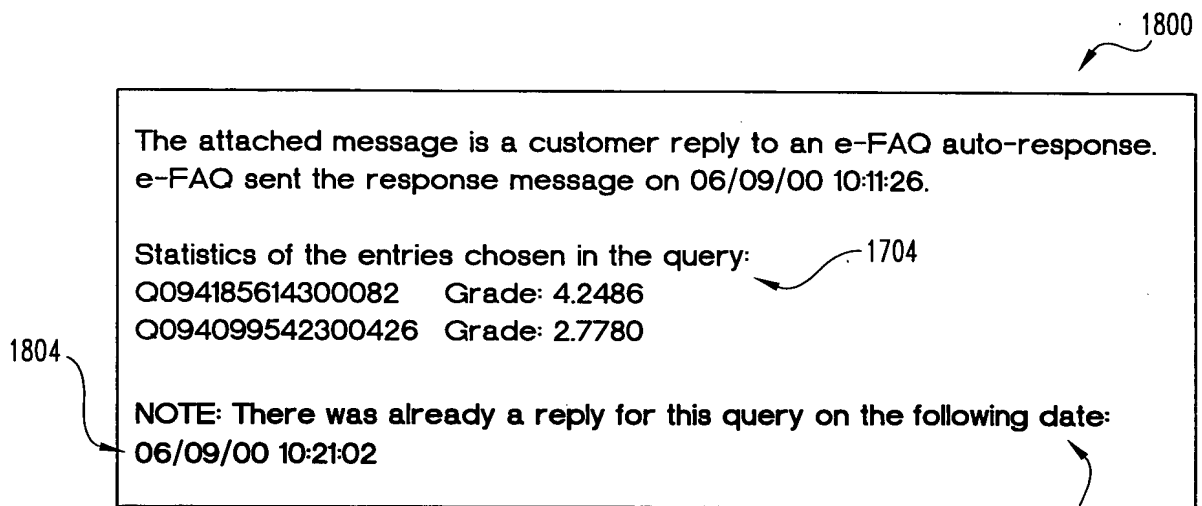 1800
The attached message is a customer reply to an e-FAQ auto-response.
e-FAQ sent the response message on 06/09/00 10:11:26.
Statistics of the entries chosen in the query:
1704
Q094185614300082 Grade: 4.2486
Q094099542300426 Grade: 2.7780
1804
NOTE: There was already a reply for this query on the following date:
06/09/00 10:21:02